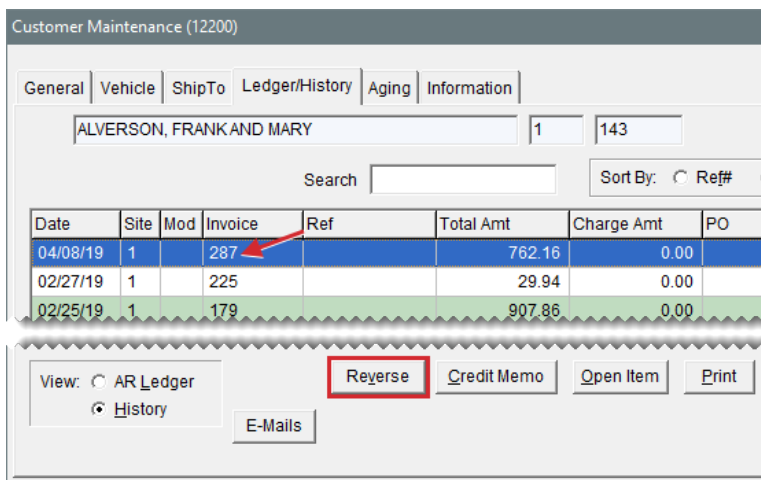 Customer Maintenance (12200)
General Vehicle ShipTo Ledger/History Aging Information
ALVERSON, FRANK AND MARY 1 143
Search Sort By: Ref#
Date Site Mod Invoice Ref Total Amt Charge Amt PO
04/08/19 1 287 762.16 0.00
02/27/19 1 225 29.94 0.00
02/25/19 1 179 907.86 0.00
View: AR Ledger Reverse Credit Memo Open Item Print
History
E-Mails